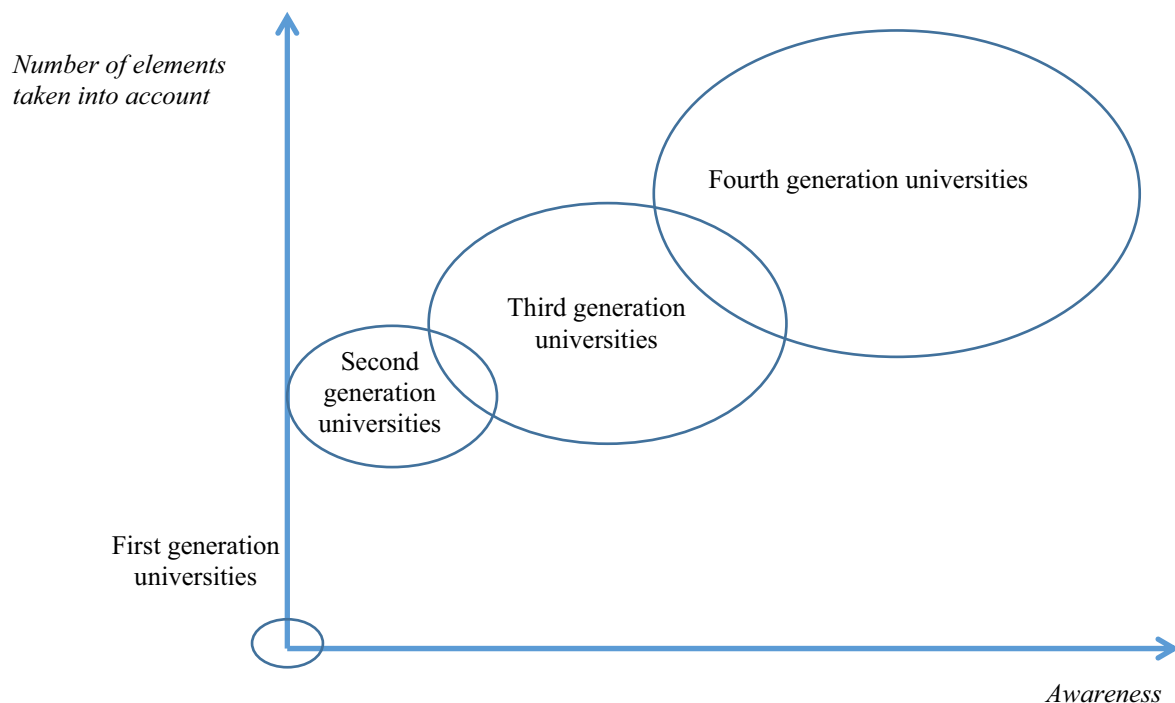 Number of elements
taken into account
Fourth generation universities
Third generation
universities
Second
generation
universities
First generation
universities
Awareness